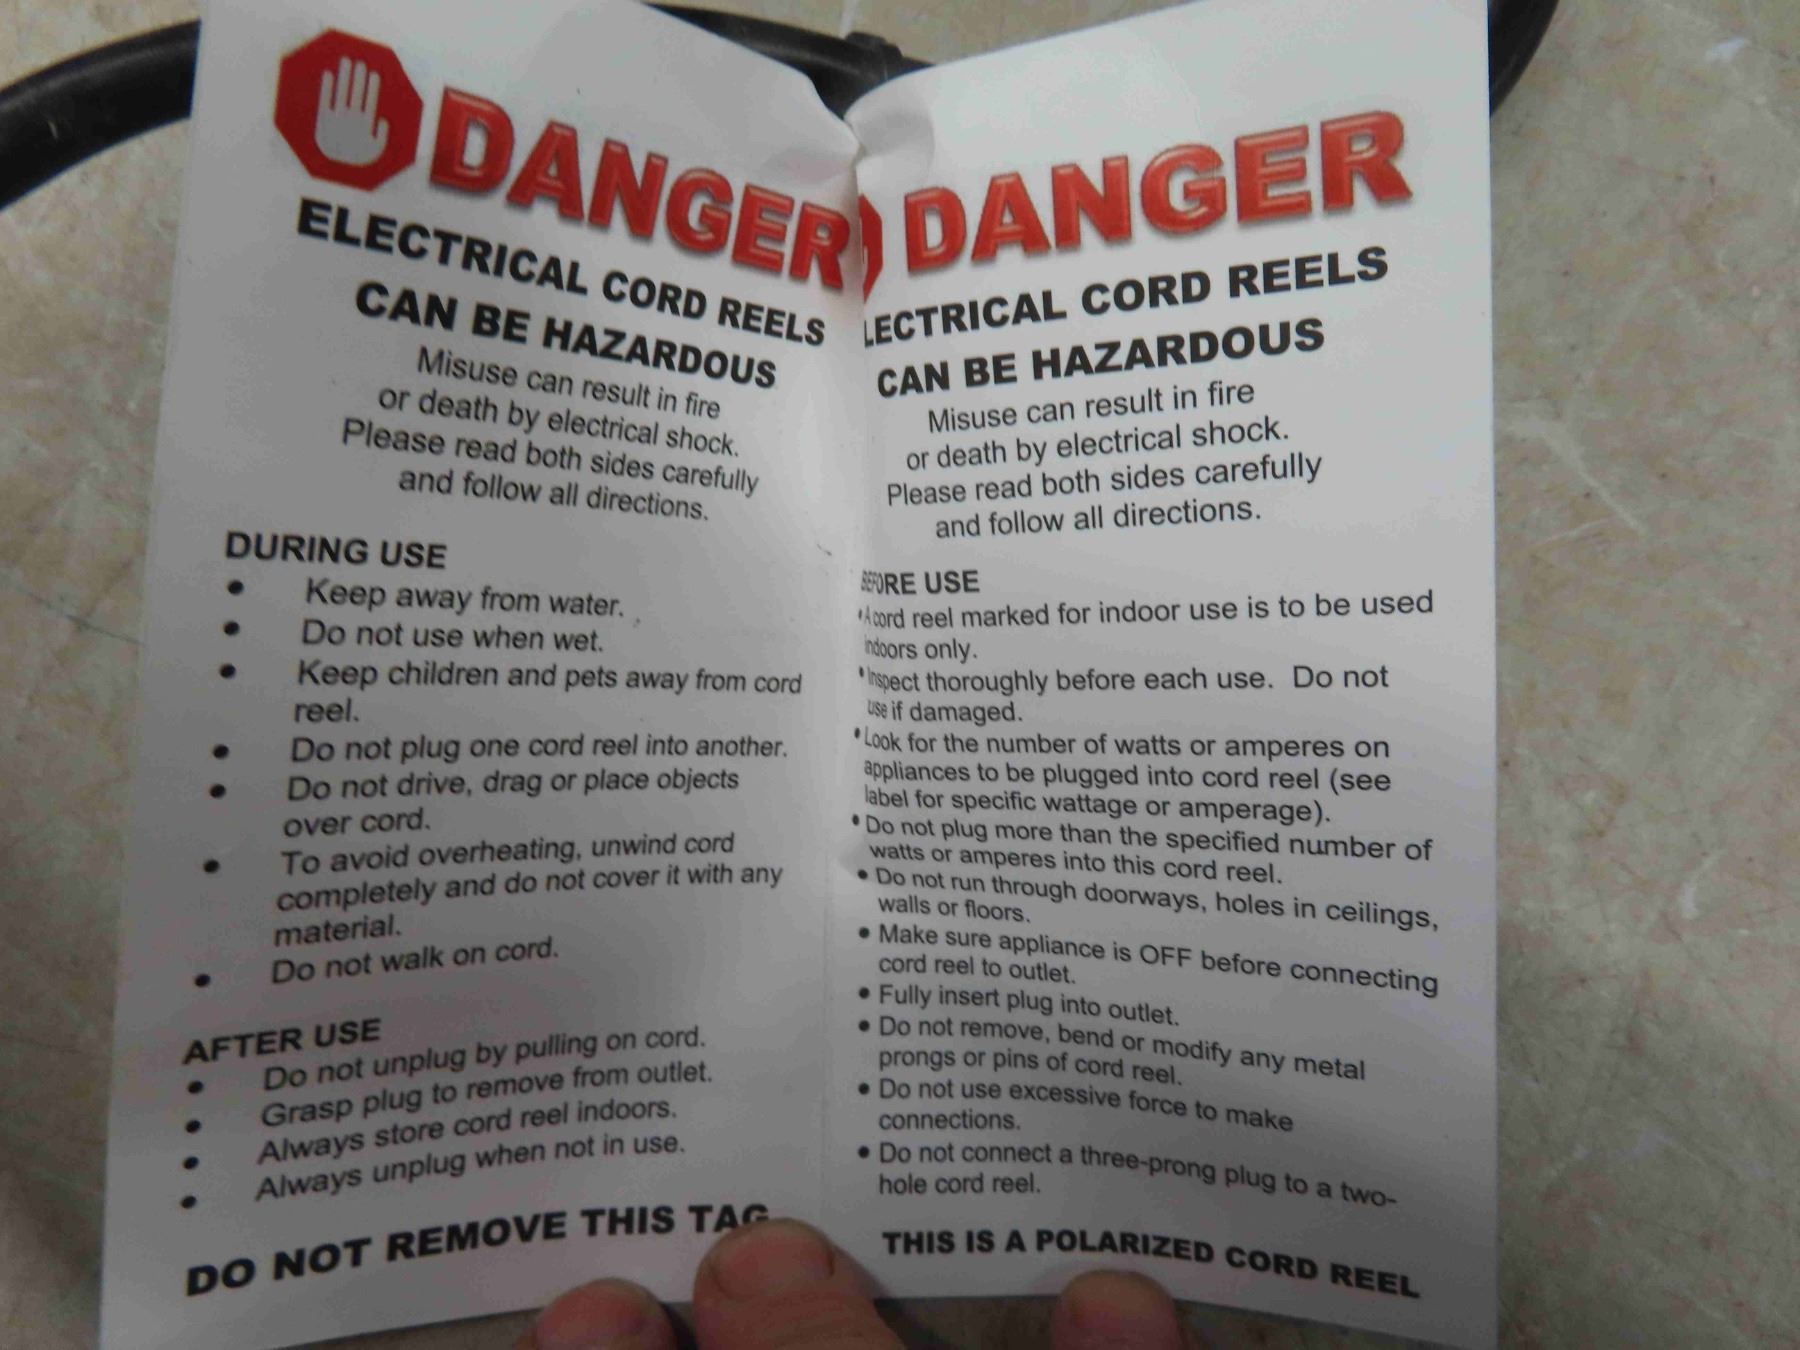 DANGER
ELECTRICAL CORD REELS
CAN BE HAZARDOUS
Misuse can result in fire
or death by electrical shock.
Please read both sides carefully
and follow all directions.
DURING USE
• Keep away from water.
• Do not use when wet.
• Keep children and pets away from cord
reel.
• Do not plug one cord reel into another.
• Do not drive, drag or place objects
over cord.
• To avoid overheating, unwind cord
completely and do not cover it with any
material.
• Do not walk on cord.
AFTER USE
• Do not unplug by pulling on cord.
• Grasp plug to remove from outlet.
• Always store cord reel indoors.
• Always unplug when not in use.
DO NOT REMOVE THIS TAG
DANGER
LECTRICAL CORD REELS
CAN BE HAZARDOUS
Misuse can result in fire
or death by electrical shock.
Please read both sides carefully
and follow all directions.
BEFORE USE
• A cord reel marked for indoor use is to be used
indoors only.
• Inspect thoroughly before each use. Do not
use if damaged.
• Look for the number of watts or amperes on
appliances to be plugged into cord reel (see
label for specific wattage or amperage).
• Do not plug more than the specified number of
watts or amperes into this cord reel.
• Do not run through doorways, holes in ceilings,
walls or floors.
• Make sure appliance is OFF before connecting
cord reel to outlet.
• Fully insert plug into outlet.
• Do not remove, bend or modify any metal
prongs or pins of cord reel.
• Do not use excessive force to make
connections.
• Do not connect a three-prong plug to a two-
hole cord reel.
THIS IS A POLARIZED CORD REEL